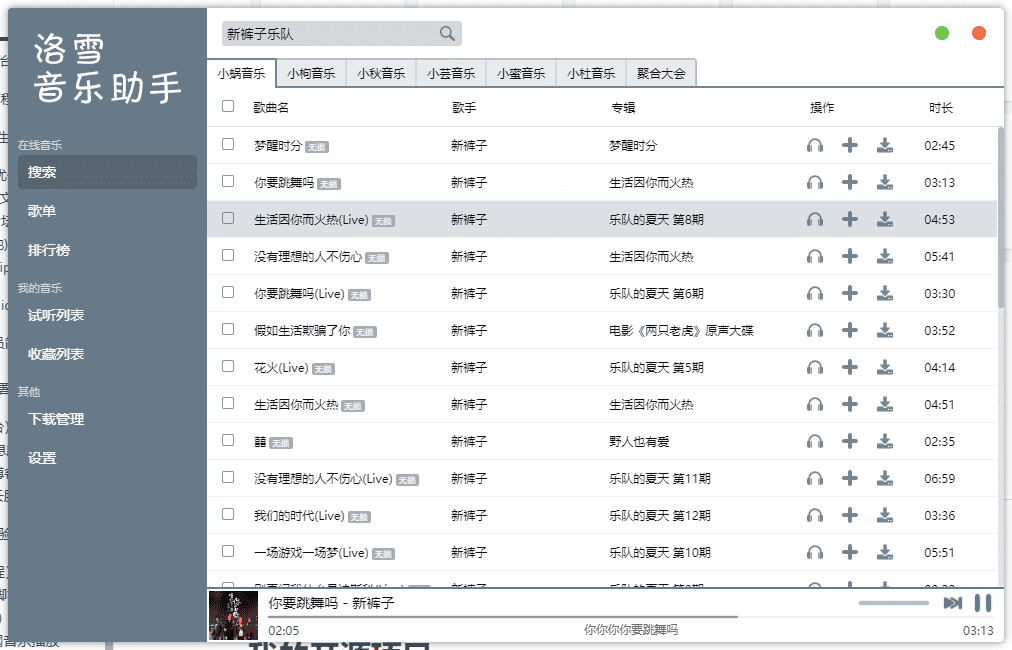 洛雪
音乐助手
在线音乐
搜索
歌单
排行榜
我的音乐
试听列表
收藏列表
其他
下载管理
设置
新裤子乐队
小蜗音乐 小枸音乐 小秋音乐 小芸音乐 小蜜音乐 小杜音乐 聚合大会
歌曲名 歌手 专辑 操作 时长
梦醒时分 无损 新裤子 梦醒时分 02:45
你要跳舞吗 无损 新裤子 生活因你而火热 03:13
生活因你而火热(Live) 无损 新裤子 乐队的夏天 第8期 04:53
没有理想的人不伤心 无损 新裤子 生活因你而火热 05:41
你要跳舞吗(Live) 无损 新裤子 乐队的夏天 第6期 03:30
假如生活欺骗了你 无损 新裤子 电影《两只老虎》原声大碟 03:52
花火(Live) 无损 新裤子 乐队的夏天 第5期 04:14
生活因你而火热 无损 新裤子 生活因你而火热 04:51
囍 无损 新裤子 野人也有爱 02:35
没有理想的人不伤心(Live) 无损 新裤子 乐队的夏天 第11期 06:59
我们的时代(Live) 无损 新裤子 乐队的夏天 第12期 03:36
一场游戏一场梦(Live) 无损 新裤子 乐队的夏天 第10期 05:51
你要跳舞吗 - 新裤子
02:05 你你你你要跳舞吗 03:13